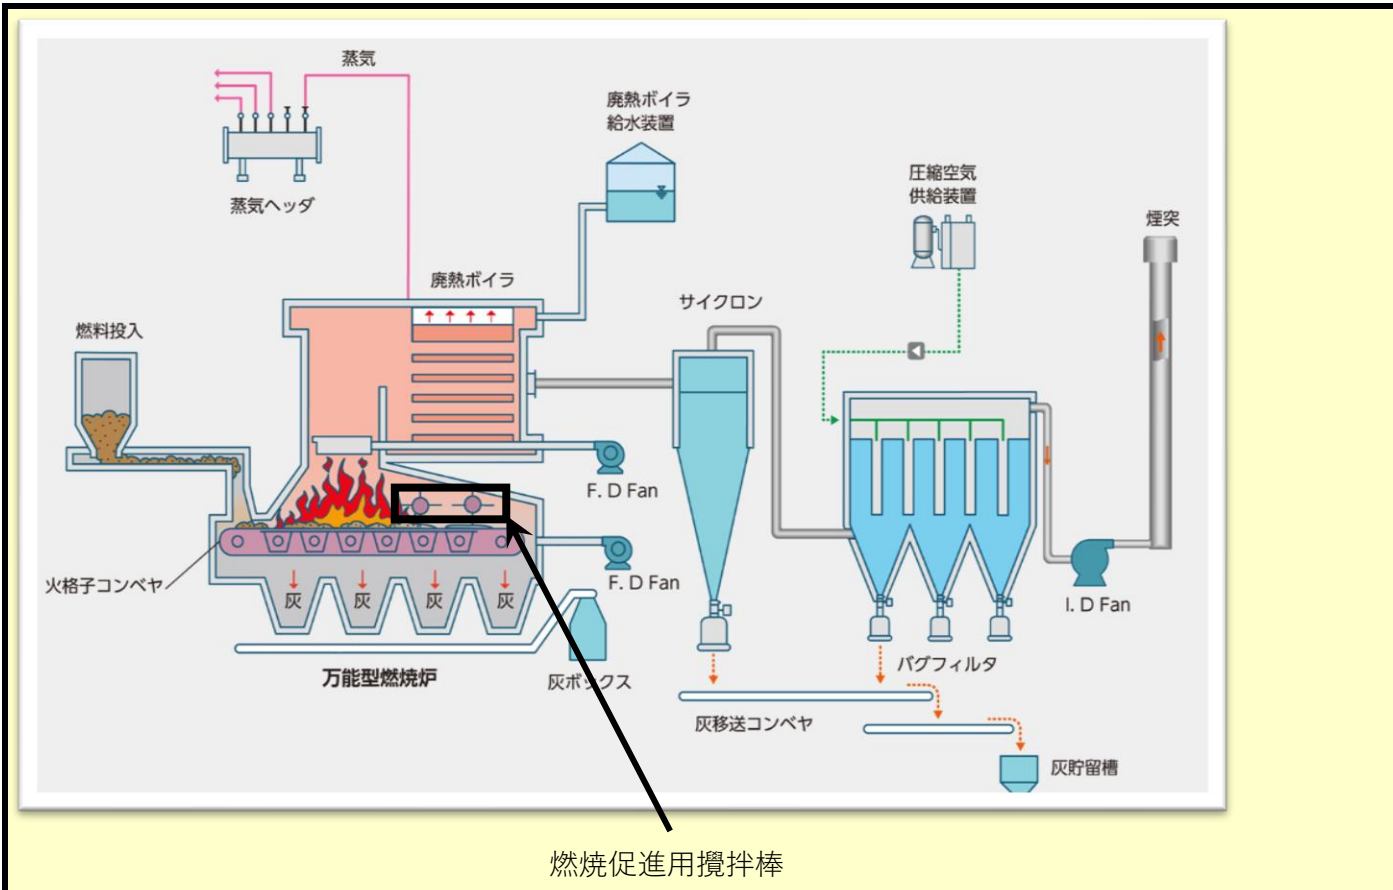 蒸気
廃熱ボイラ
給水装置
圧縮空気
供給装置
蒸気ヘッダ
煙突
廃熱ボイラ
サイクロン
燃料投入
F. D Fan
火格子コンベヤ
F. D Fan
灰
灰
灰
灰
I. D Fan
万能型燃焼炉
灰ボックス
バグフィルタ
灰移送コンベヤ
灰貯留槽
燃焼促進用攪拌棒